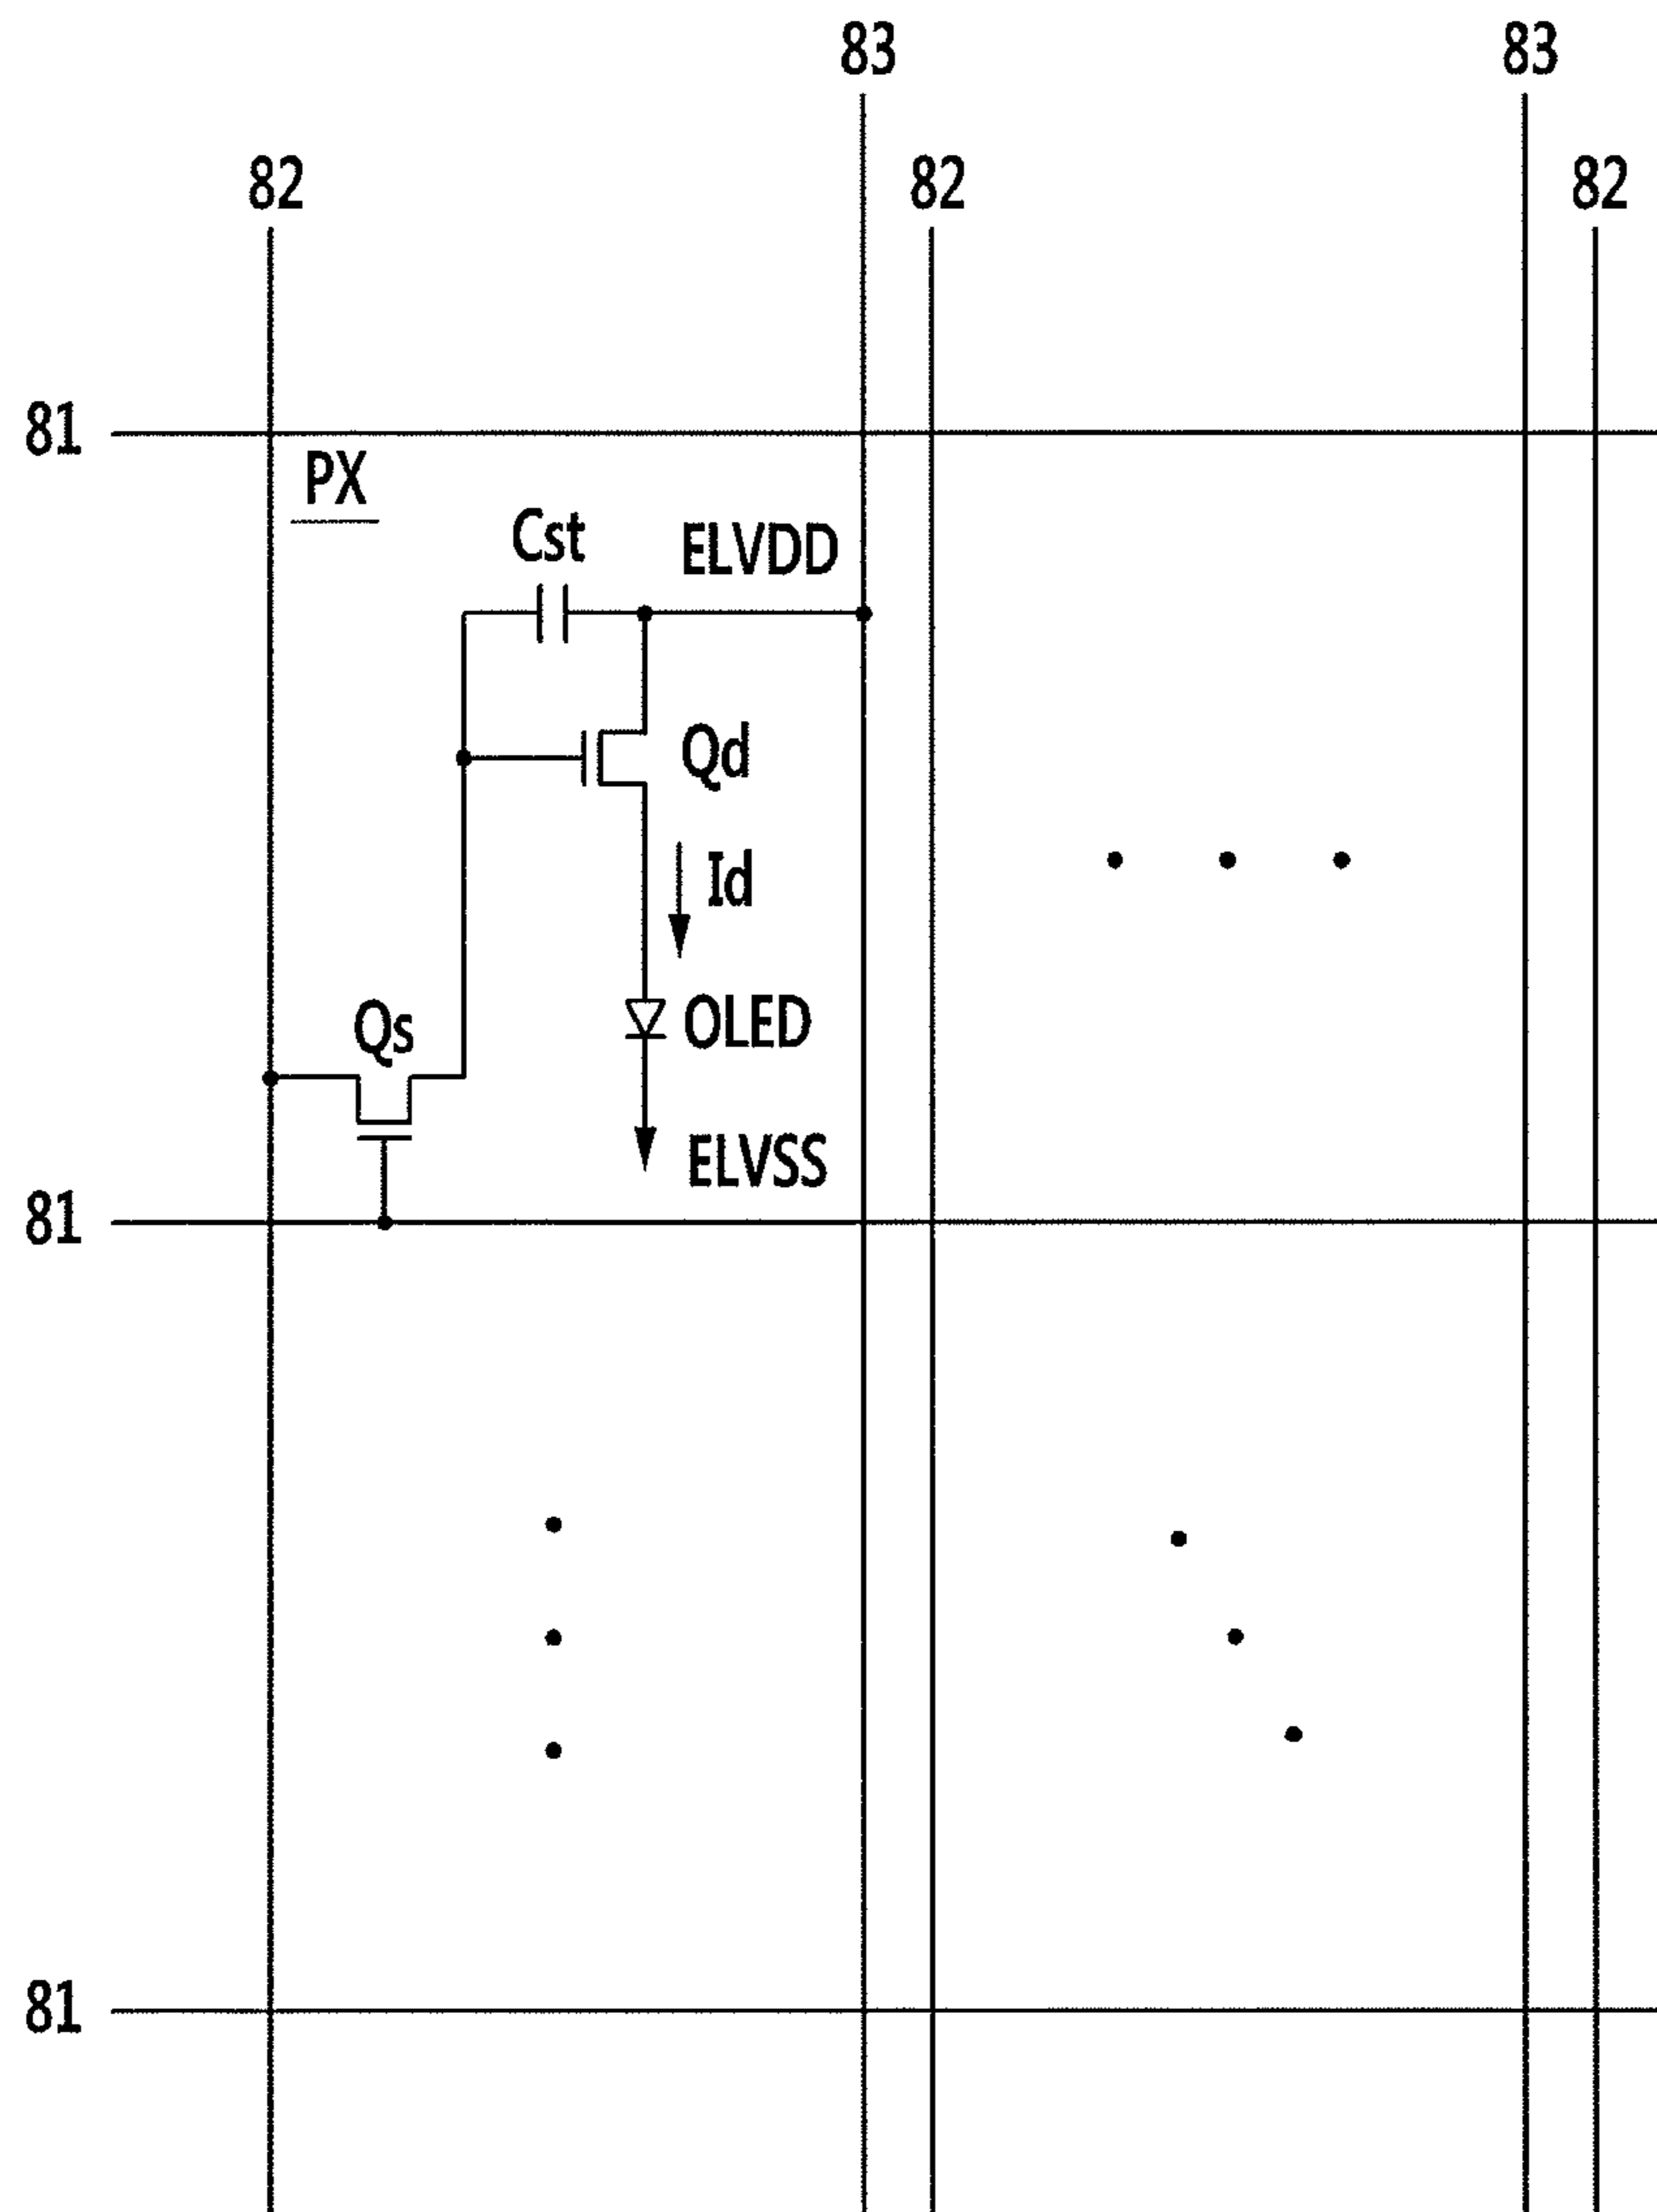 83 83
82 82 82
81
PX
Cst ELVDD
Qd
Id
Qs OLED
ELVSS
81
81